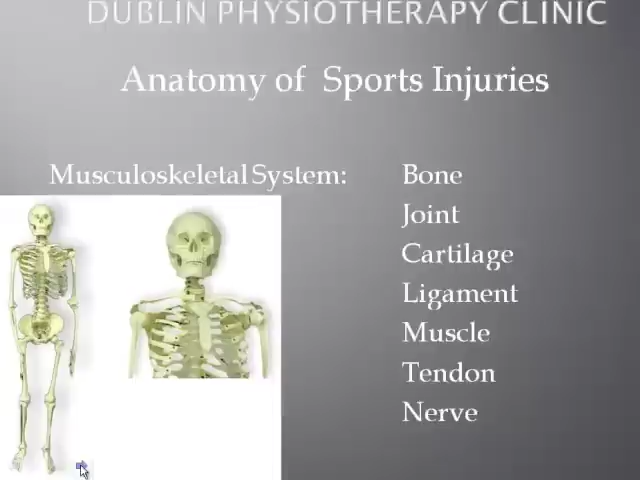 DUBLIN PHYSIOTHERAPY CLINIC
Anatomy of Sports Injuries
Musculoskeletal System:
Bone
Joint
Cartilage
Ligament
Muscle
Tendon
Nerve